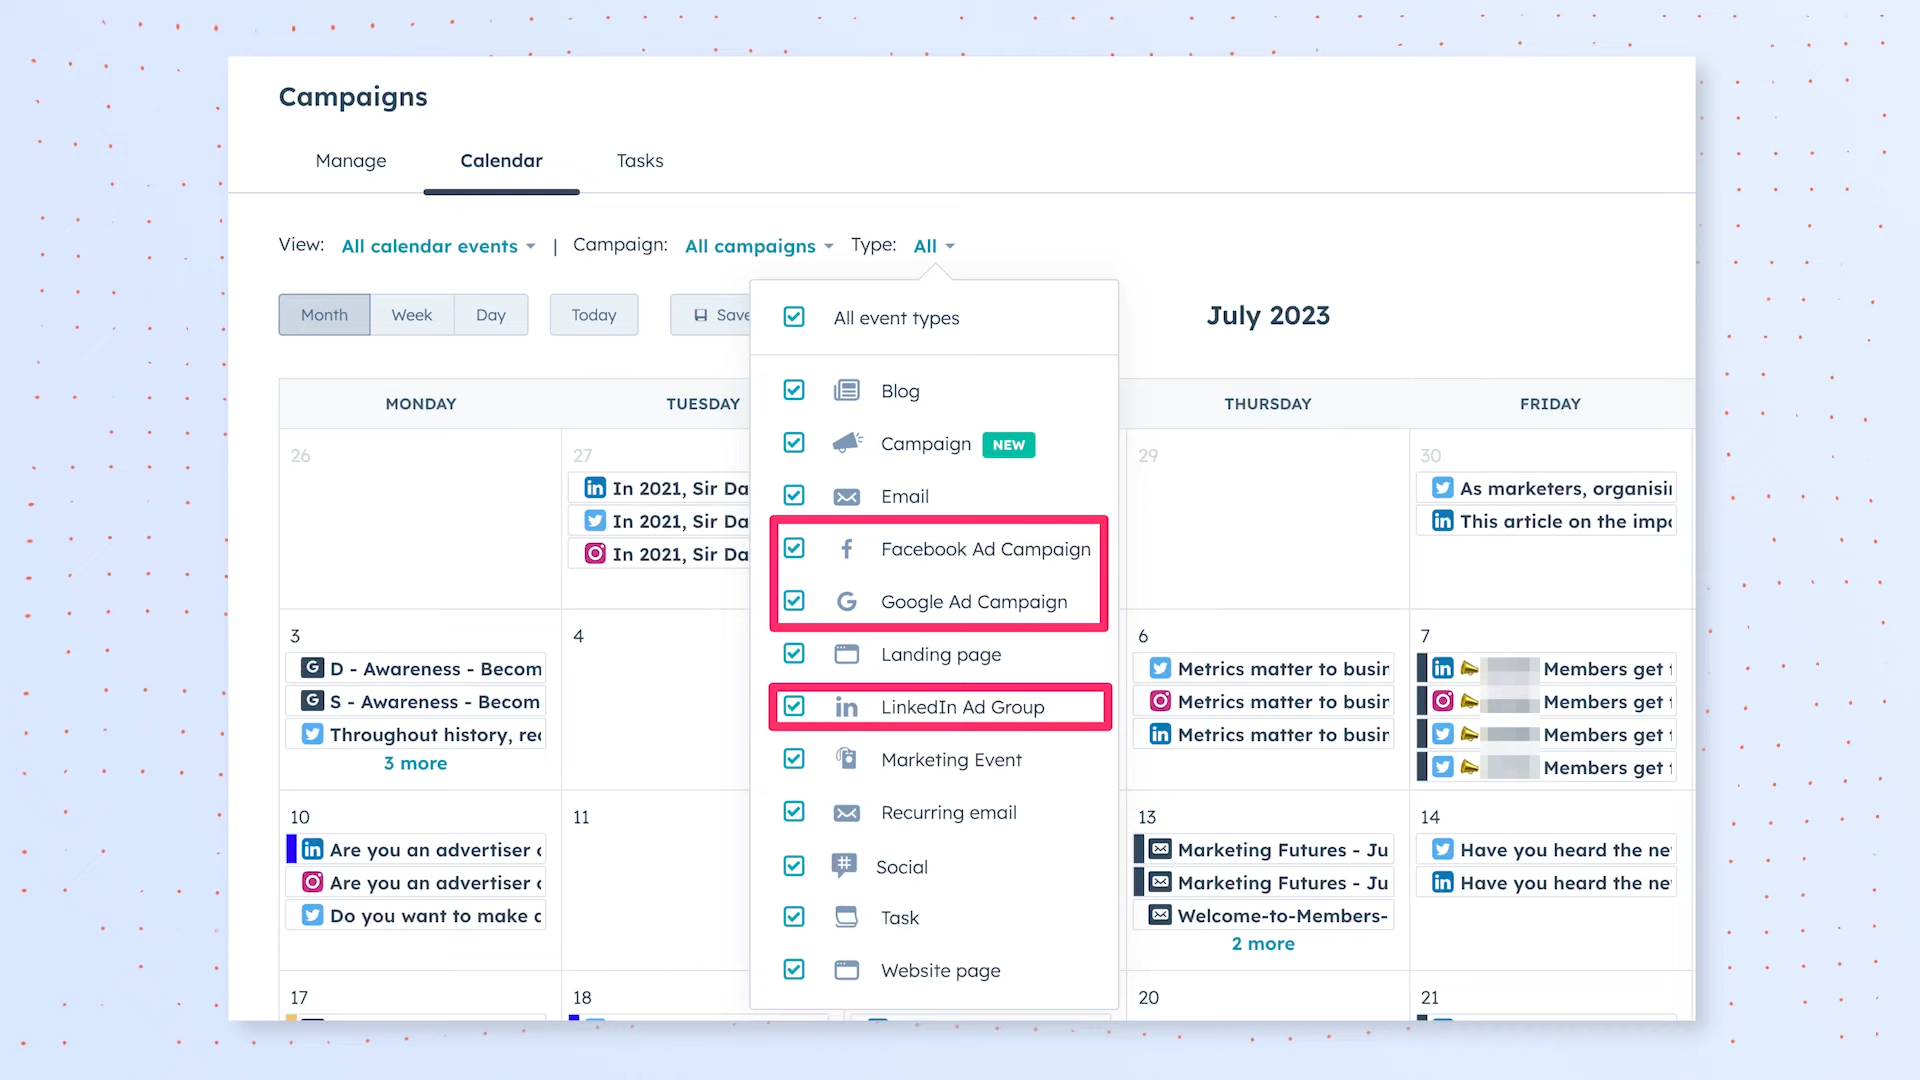 Campaigns
Manage Calendar Tasks
View: All calendar events | Campaign: All campaigns Type: All
Month Week Day Today Save July 2023
All event types
Blog
Campaign NEW
Email
Facebook Ad Campaign
Google Ad Campaign
Landing page
LinkedIn Ad Group
Marketing Event
Recurring email
Social
Task
Website page
MONDAY TUESDAY THURSDAY FRIDAY
26 27 29 30
In 2021, Sir Da
In 2021, Sir Da
In 2021, Sir Da
As marketers, organisi
This article on the imp
3 4 6 7
D - Awareness - Becom
S - Awareness - Becom
Throughout history, re
3 more
Metrics matter to busin
Metrics matter to busin
Metrics matter to busin
Members get
Members get
Members get
Members get
10 11 13 14
Are you an advertiser
Are you an advertiser
Do you want to make
Marketing Futures - Ju
Marketing Futures - Ju
Welcome-to-Members-
2 more
Have you heard the ne
Have you heard the ne
17 18 20 21